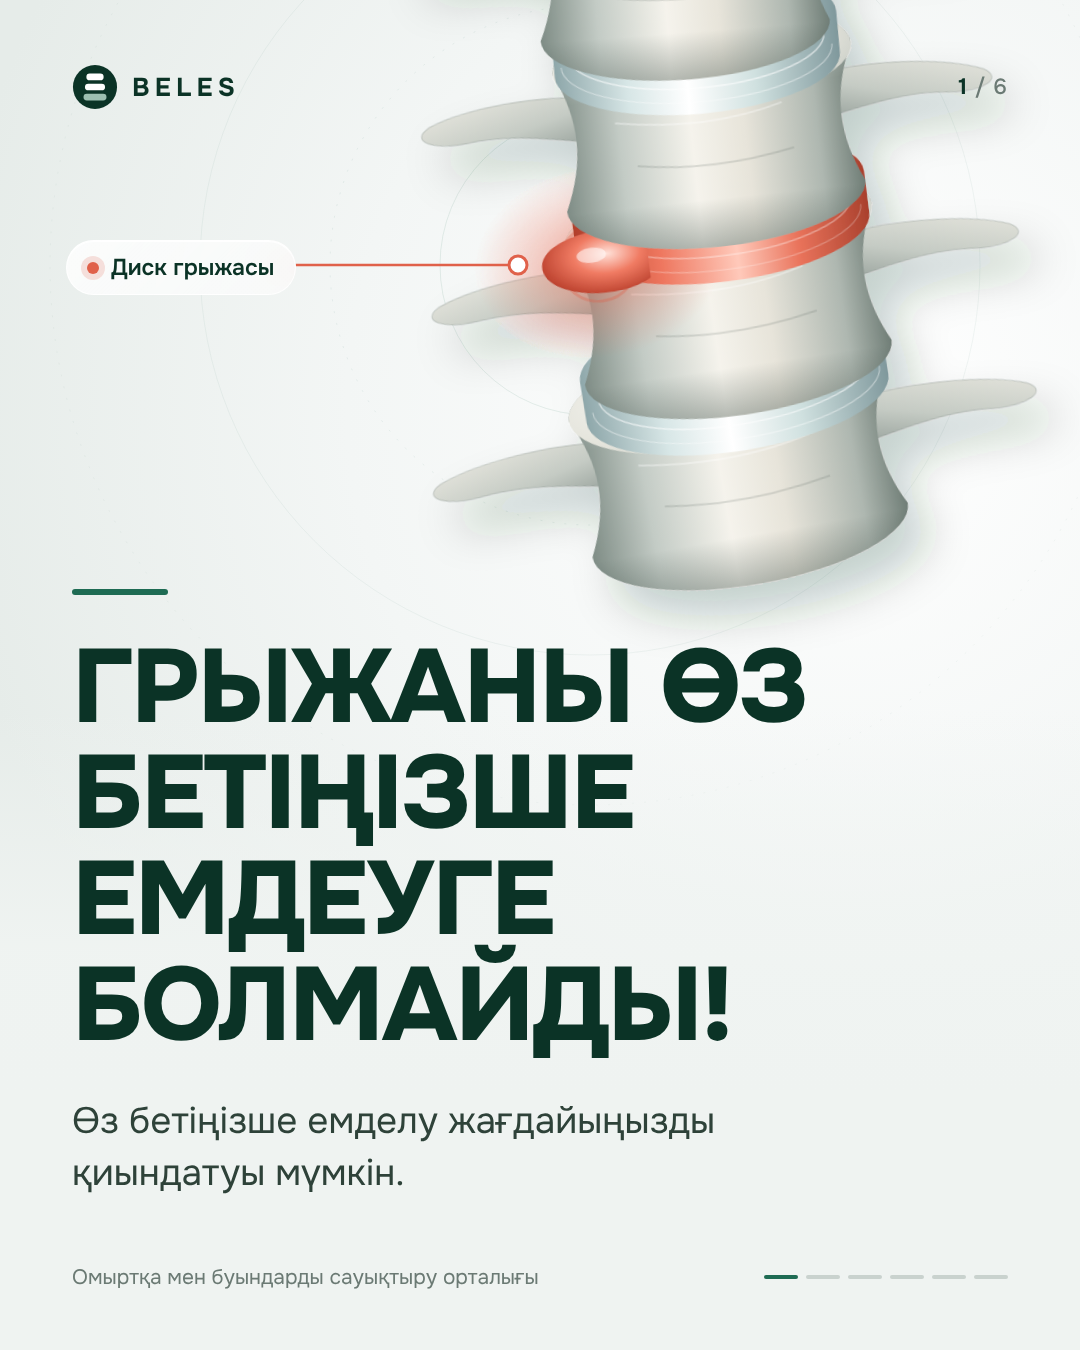 BELES
1 / 6
Диск грыжасы
ГРЫЖАНЫ ӨЗ
БЕТІҢІЗШЕ
ЕМДЕУГЕ
БОЛМАЙДЫ!
Өз бетіңізше емделу жағдайыңызды
қиындатуы мүмкін.
Омыртқа мен буындарды сауықтыру орталығы